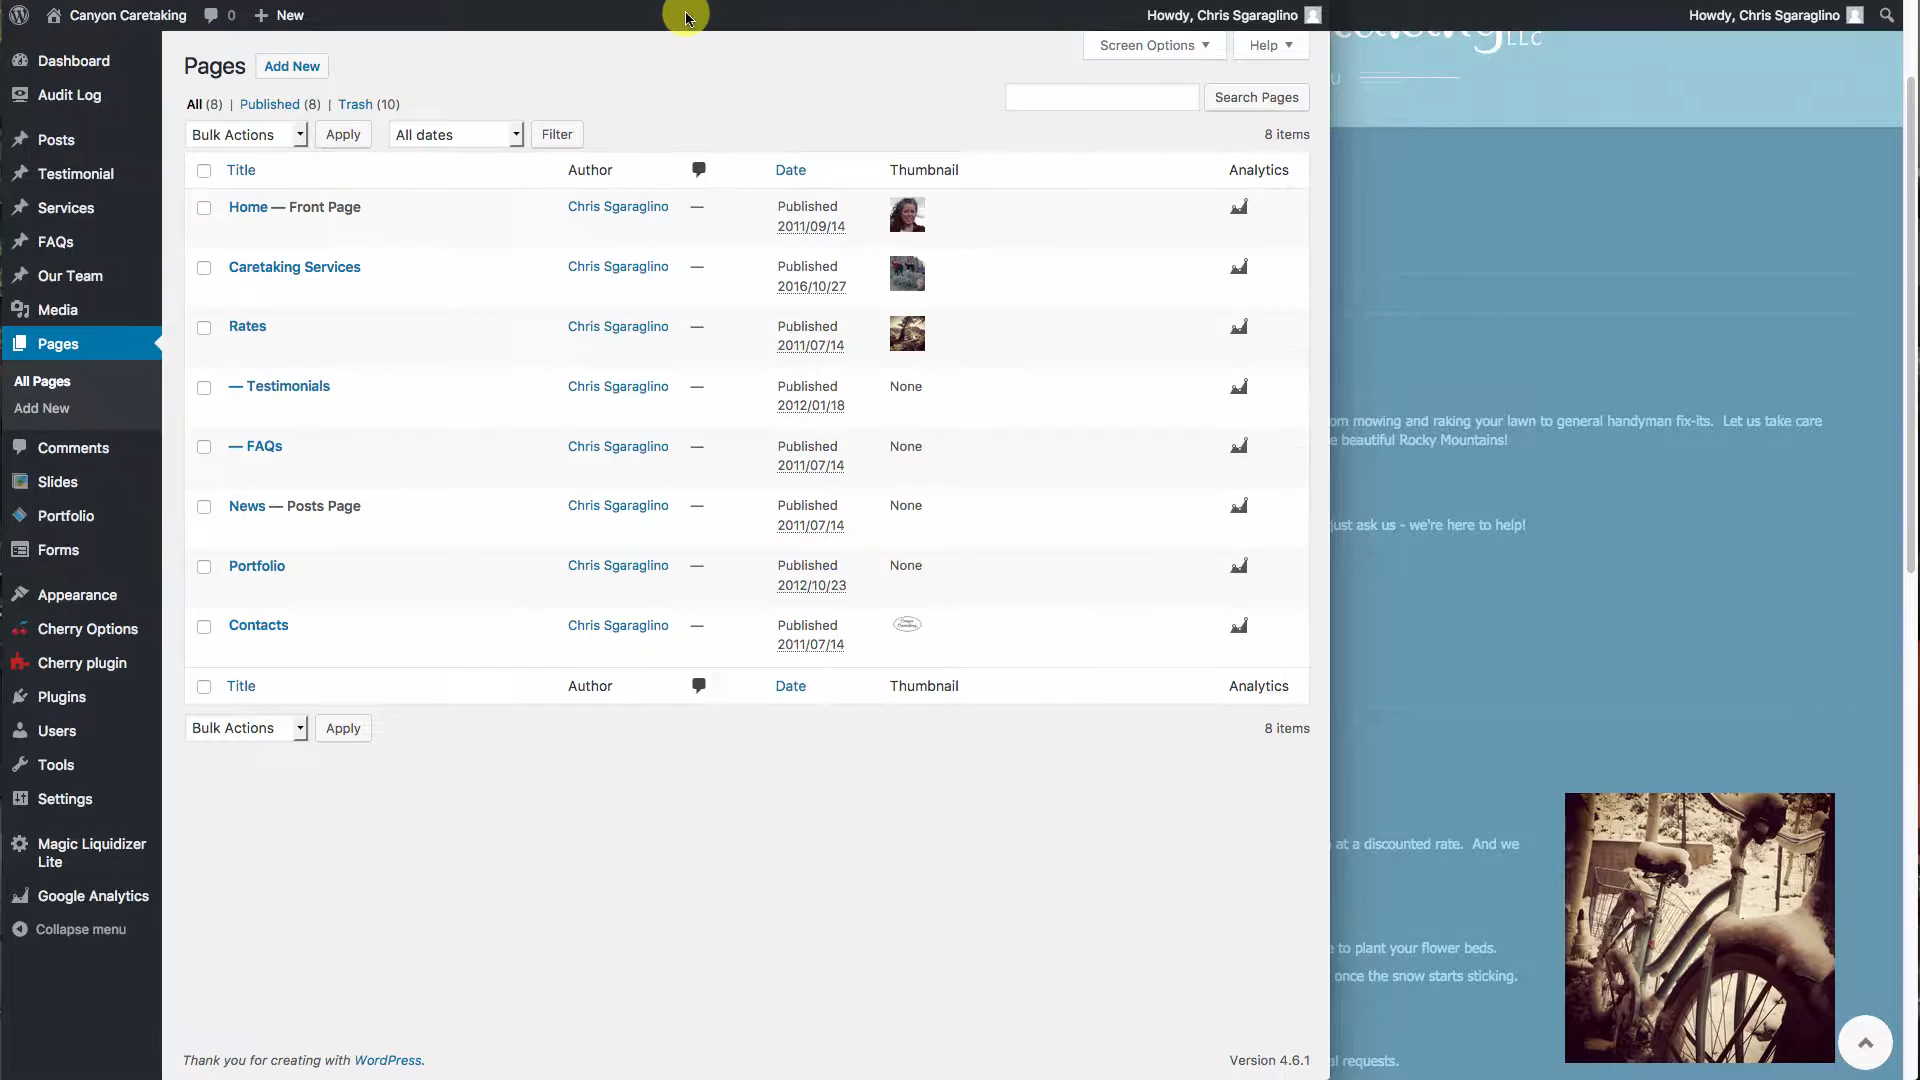 Canyon Caretaking 0 New Howdy, Chris Sgaraglino Howdy, Chris Sgaraglino
LLC
U
Dashboard
Audit Log
Posts
Testimonial
Services
FAQs
Our Team
Media
Pages
All Pages
Add New
Comments
Slides
Portfolio
Forms
Appearance
Cherry Options
Cherry plugin
Plugins
Users
Tools
Settings
Magic Liquidizer
Lite
Google Analytics
Collapse menu
Screen Options Help
Pages Add New
All (8) | Published (8) | Trash (10)
Search Pages
Bulk Actions Apply All dates Filter 8 items
Title Author Date Thumbnail Analytics
Home — Front Page Chris Sgaraglino — Published
2011/09/14
Caretaking Services Chris Sgaraglino — Published
2016/10/27
Rates Chris Sgaraglino — Published
2011/07/14
— Testimonials Chris Sgaraglino — Published None
2012/01/18
— FAQs Chris Sgaraglino — Published None
2011/07/14
News — Posts Page Chris Sgaraglino — Published None
2011/07/14
Portfolio Chris Sgaraglino — Published None
2012/10/23
Contacts Chris Sgaraglino — Published
2011/07/14
Title Author Date Thumbnail Analytics
Bulk Actions Apply 8 items
Thank you for creating with WordPress. Version 4.6.1
om mowing and raking your lawn to general handyman fix-its. Let us take care
e beautiful Rocky Mountains!
just ask us - we're here to help!
at a discounted rate. And we
e to plant your flower beds.
once the snow starts sticking.
al requests.